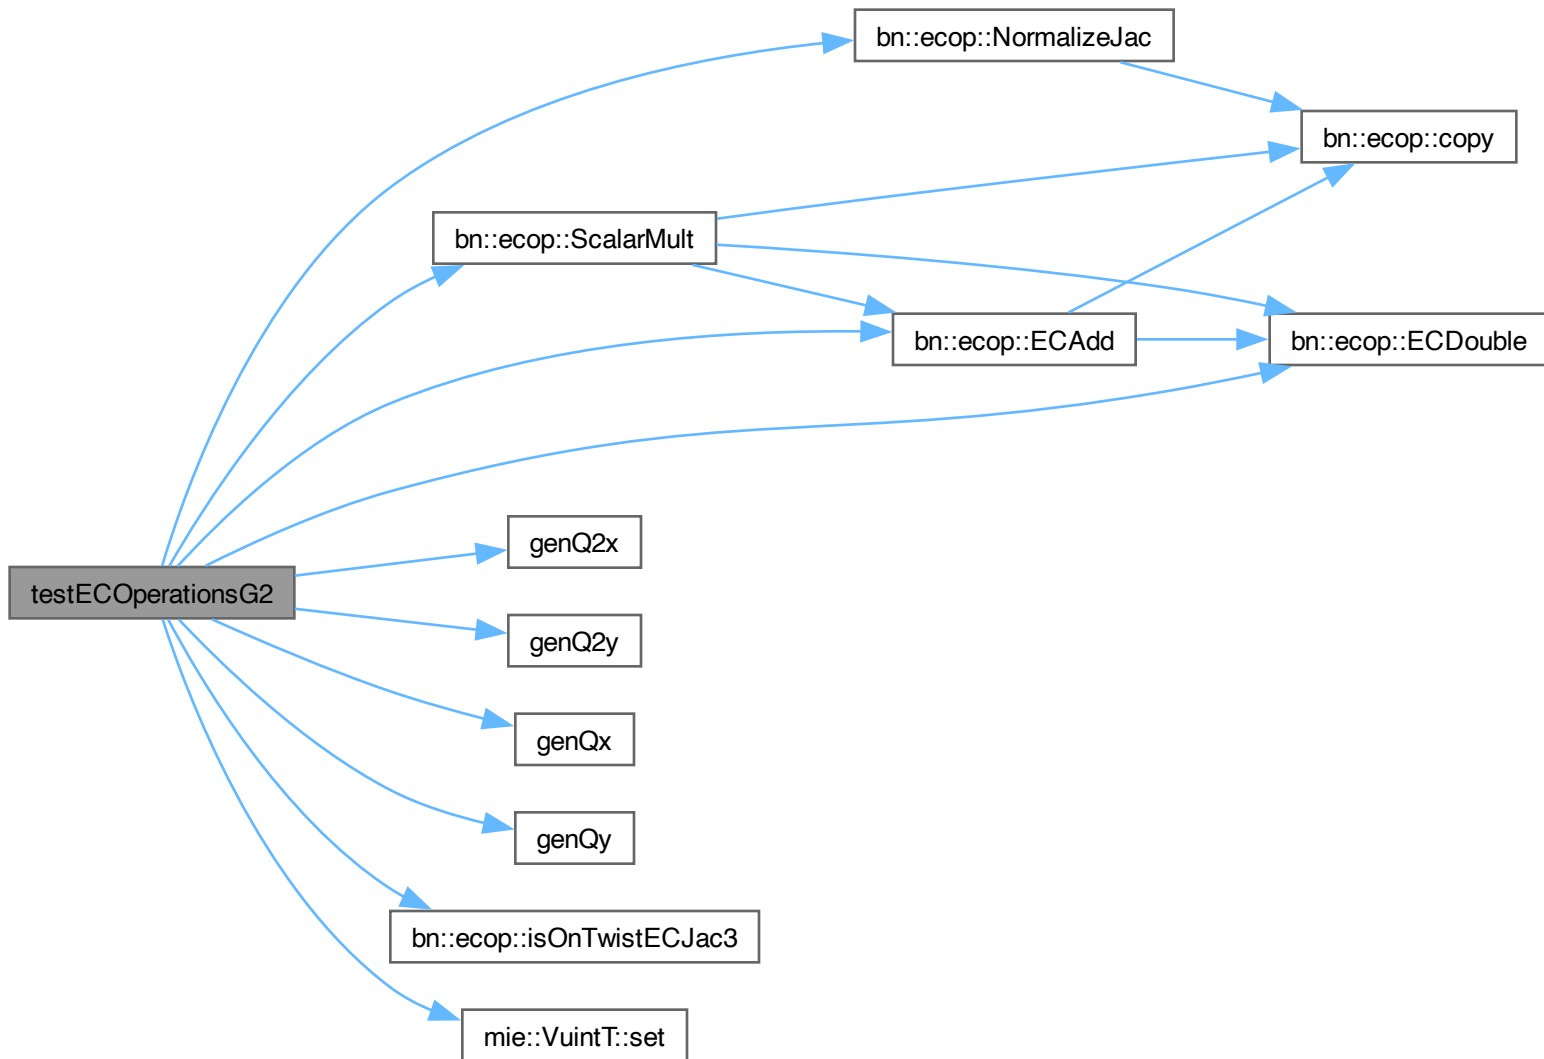 bn::ecop::NormalizeJac
bn::ecop::copy
bn::ecop::ScalarMult
bn::ecop::ECAdd
bn::ecop::ECDouble
genQ2x
testECOperationsG2
genQ2y
genQx
genQy
bn::ecop::isOnTwistECJac3
mie::VuintT::set